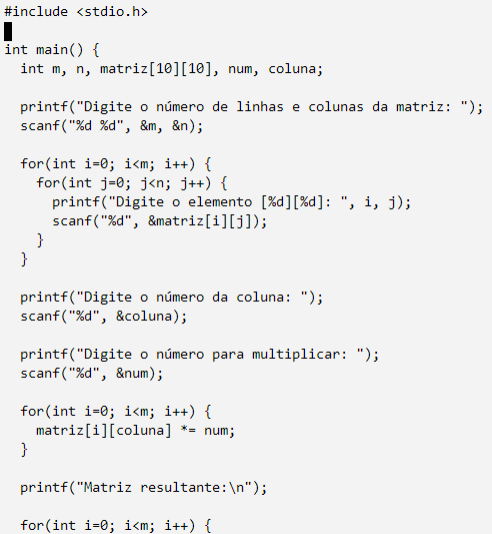 #include <stdio.h>
int main() {
int m, n, matriz[10][10], num, coluna;
printf("Digite o número de linhas e colunas da matriz: ");
scanf("%d %d", &m, &n);
for(int i=0; i<m; i++) {
for(int j=0; j<n; j++) {
printf("Digite o elemento [%d][%d]: ", i, j);
scanf("%d", &matriz[i][j]);
}
}
printf("Digite o número da coluna: ");
scanf("%d", &coluna);
printf("Digite o número para multiplicar: ");
scanf("%d", &num);
for(int i=0; i<m; i++) {
matriz[i][coluna] *= num;
}
printf("Matriz resultante:\n");
for(int i=0; i<m; i++) {